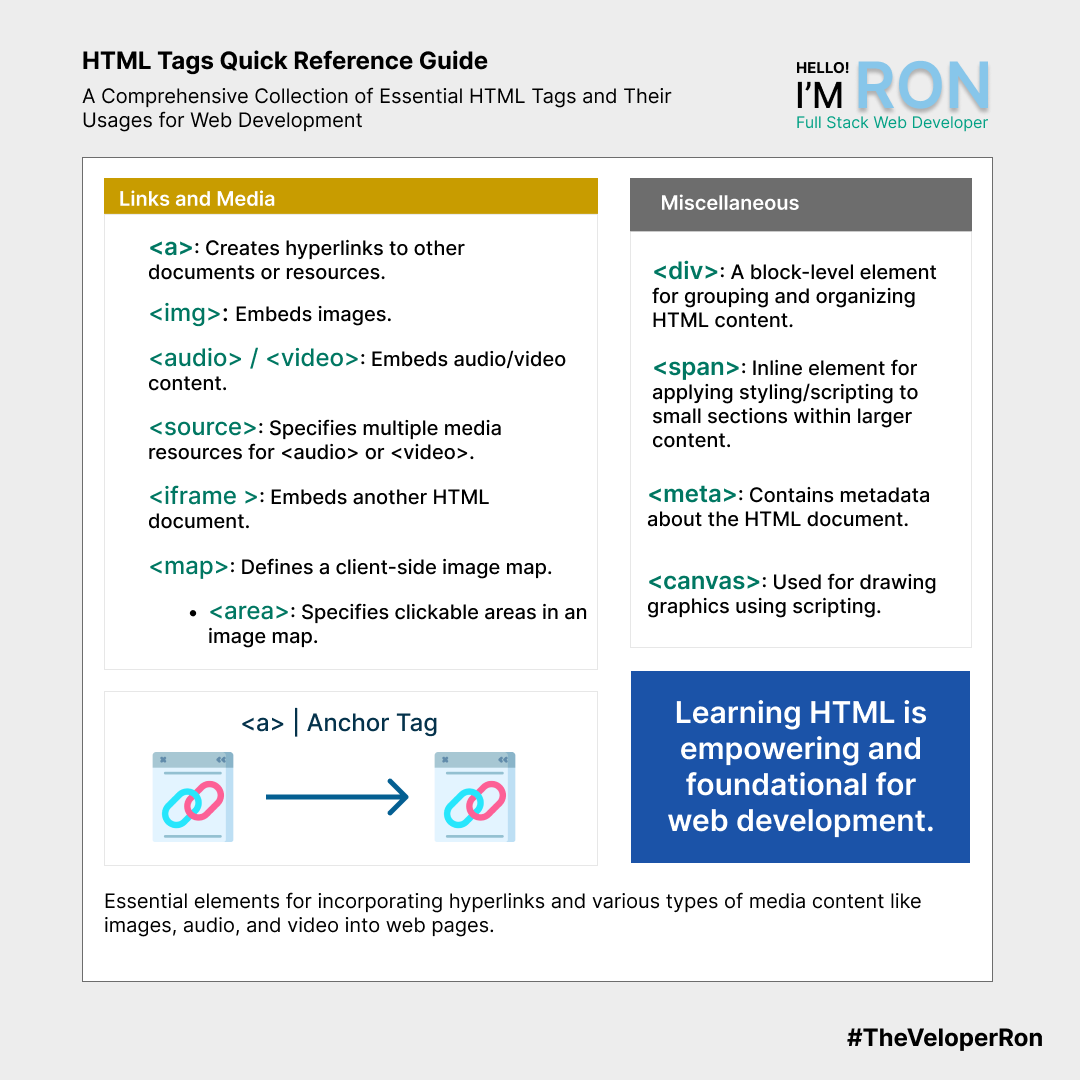 HTML Tags Quick Reference Guide
A Comprehensive Collection of Essential HTML Tags and Their
Usages for Web Development
HELLO!
I'M RON
Full Stack Web Developer
Links and Media
<a>: Creates hyperlinks to other
documents or resources.
<img>: Embeds images.
<audio> / <video>: Embeds audio/video
content.
<source>: Specifies multiple media
resources for <audio> or <video>.
<iframe >: Embeds another HTML
document.
<map>: Defines a client-side image map.
• <area>: Specifies clickable areas in an
image map.
Miscellaneous
<div>: A block-level element
for grouping and organizing
HTML content.
<span>: Inline element for
applying styling/scripting to
small sections within larger
content.
<meta>: Contains metadata
about the HTML document.
<canvas>: Used for drawing
graphics using scripting.
<a> | Anchor Tag
Learning HTML is
empowering and
foundational for
web development.
Essential elements for incorporating hyperlinks and various types of media content like
images, audio, and video into web pages.
#TheVeloperRon